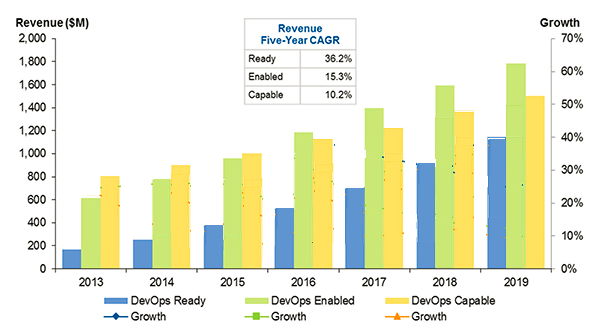 Revenue ($M)
Growth
Revenue
Five-Year CAGR
Ready 36.2%
Enabled 15.3%
Capable 10.2%
2,000 70%
1,800 60%
1,600
1,400 50%
1,200
1,000 40%
800 30%
600
400 20%
200 10%
0 0%
2013 2014 2015 2016 2017 2018 2019
DevOps Ready DevOps Enabled DevOps Capable
Growth Growth Growth